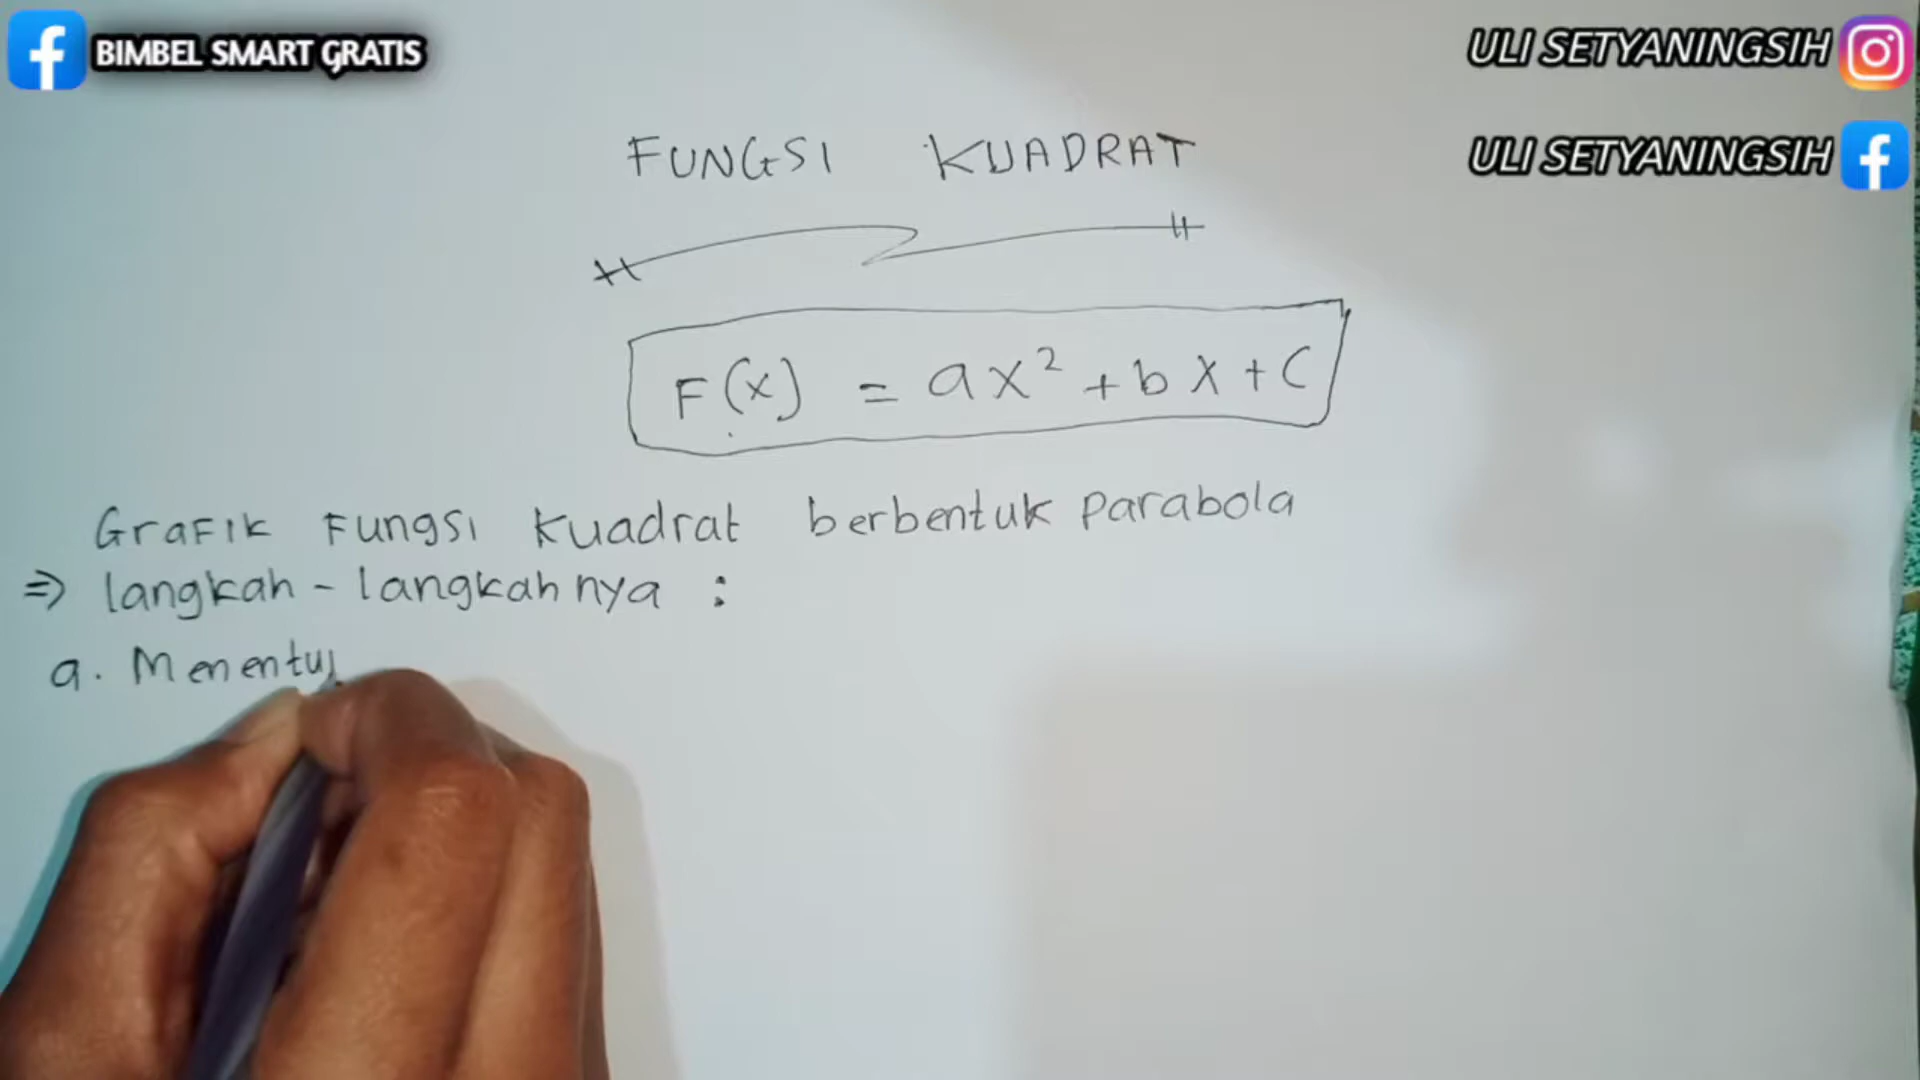 BIMBEL SMART GRATIS
ULI SETYANINGSIH
ULI SETYANINGSIH
FUNGSI KUADRAT
F(x) = ax² + bx + c
Grafik Fungsi Kuadrat berbentuk parabola
⇒ langkah - langkahnya :
a. Menentu